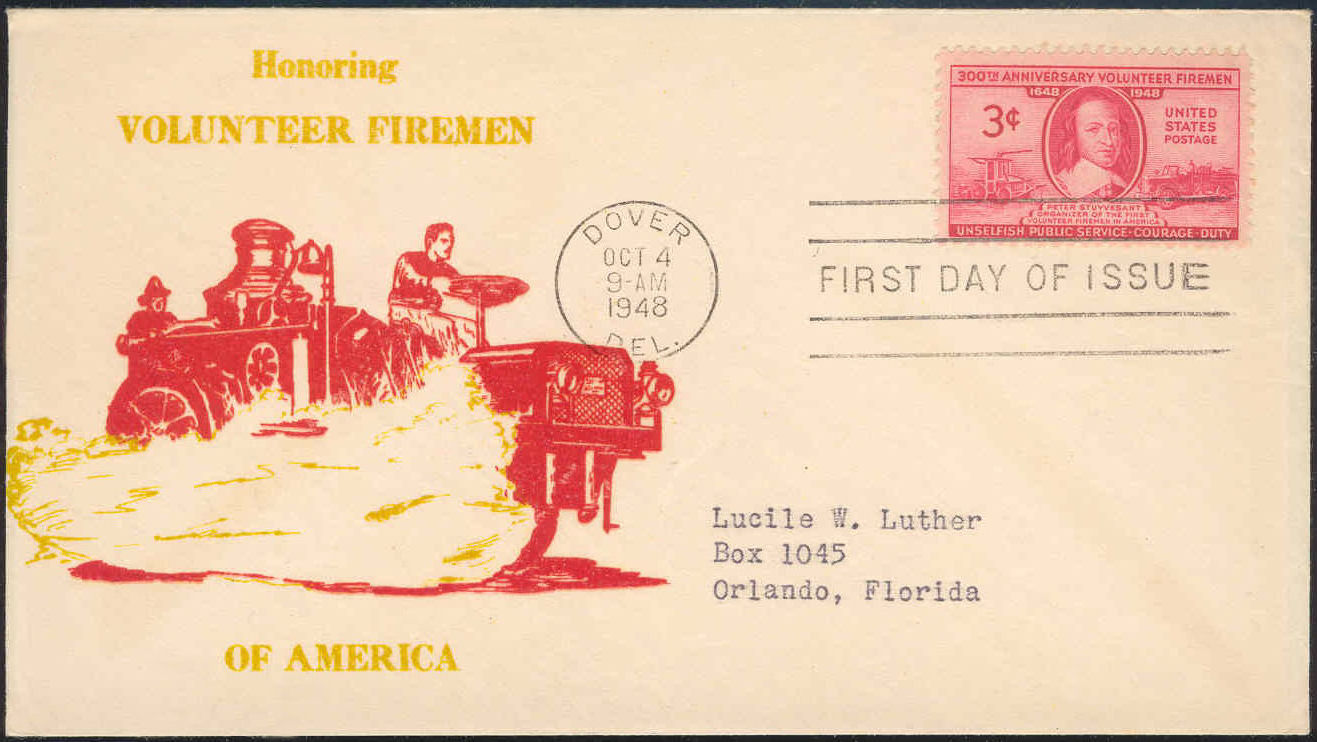 Honoring
VOLUNTEER FIREMEN
OF AMERICA
DOVER
OCT 4
9-AM
1948
DEL.
300TH ANNIVERSARY VOLUNTEER FIREMEN
1648 1948
3¢
UNITED
STATES
POSTAGE
PETER STUYVESANT
ORGANIZER OF THE FIRST
VOLUNTEER FIREMEN IN AMERICA
UNSELFISH PUBLIC SERVICE·COURAGE·DUTY
FIRST DAY OF ISSUE
Lucile W. Luther
Box 1045
Orlando, Florida